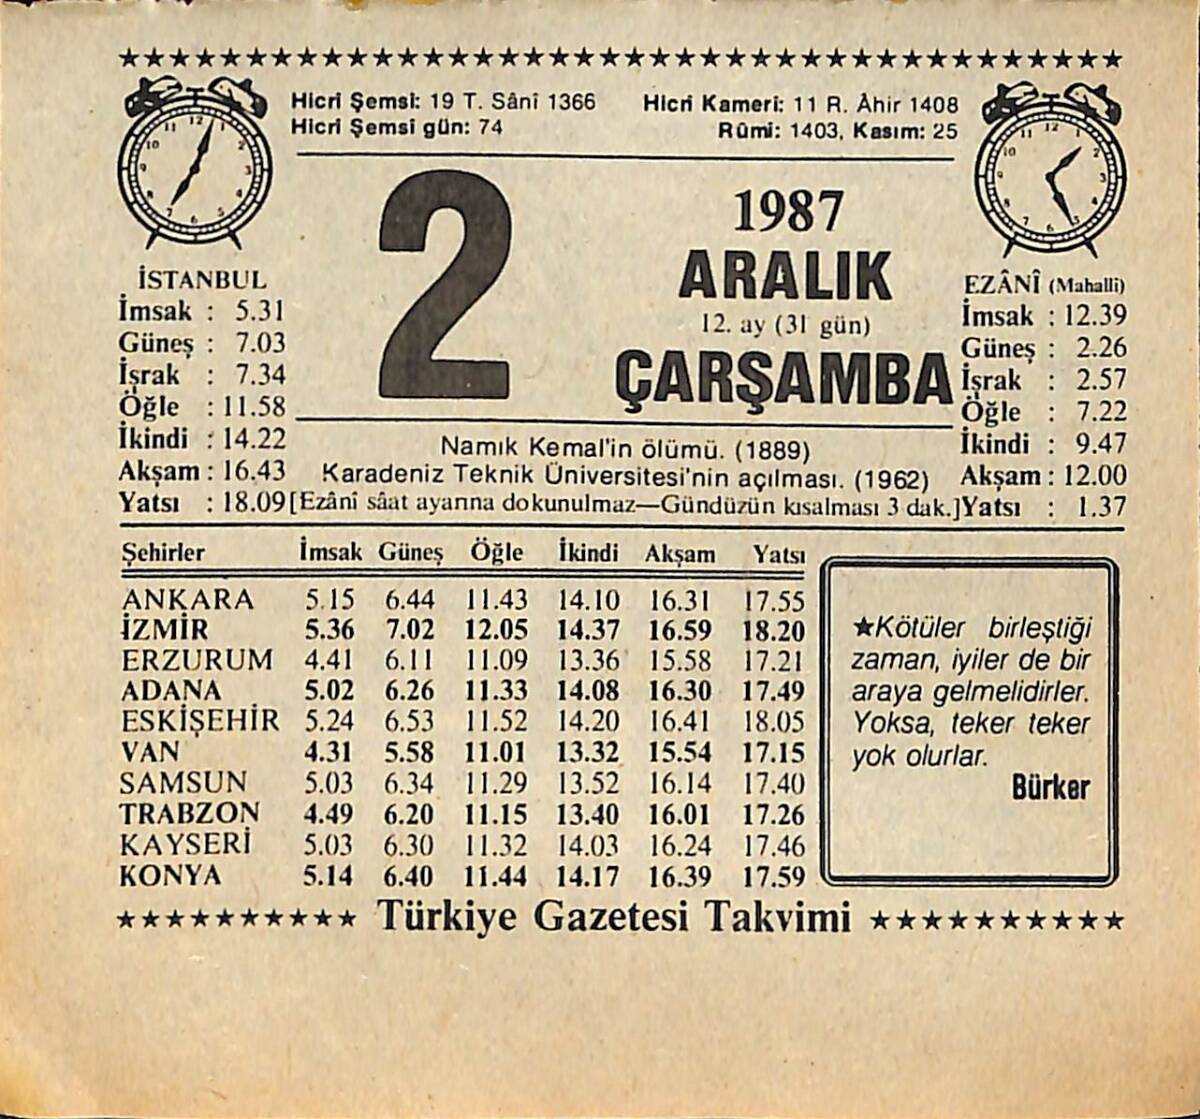 Hicrî Şemsî: 19 T. Sânî 1366
Hicrî Kameri: 11 R. Âhir 1408
Hicrî Şemsî gün: 74
Rûmi: 1403, Kasım: 25
2
1987
ARALIK
12. ay (31 gün)
ÇARŞAMBA
İSTANBUL
İmsak : 5.31
Güneş : 7.03
İşrak : 7.34
Öğle : 11.58
İkindi : 14.22
Akşam : 16.43
Yatsı : 18.09
EZÂNÎ (Mahalli)
İmsak : 12.39
Güneş : 2.26
İşrak : 2.57
Öğle : 7.22
İkindi : 9.47
Akşam : 12.00
Yatsı : 1.37
Namık Kemal'in ölümü. (1889)
Karadeniz Teknik Üniversitesi'nin açılması. (1962)
[Ezânî sâat ayarına dokunulmaz—Gündüzün kısalması 3 dak.]
Şehirler İmsak Güneş Öğle İkindi Akşam Yatsı
ANKARA 5.15 6.44 11.43 14.10 16.31 17.55
İZMİR 5.36 7.02 12.05 14.37 16.59 18.20
ERZURUM 4.41 6.11 11.09 13.36 15.58 17.21
ADANA 5.02 6.26 11.33 14.08 16.30 17.49
ESKİŞEHİR 5.24 6.53 11.52 14.20 16.41 18.05
VAN 4.31 5.58 11.01 13.32 15.54 17.15
SAMSUN 5.03 6.34 11.29 13.52 16.14 17.40
TRABZON 4.49 6.20 11.15 13.40 16.01 17.26
KAYSERİ 5.03 6.30 11.32 14.03 16.24 17.46
KONYA 5.14 6.40 11.44 14.17 16.39 17.59
★Kötüler birleştiği
zaman, iyiler de bir
araya gelmelidirler.
Yoksa, teker teker
yok olurlar.
Bürker
Türkiye Gazetesi Takvimi